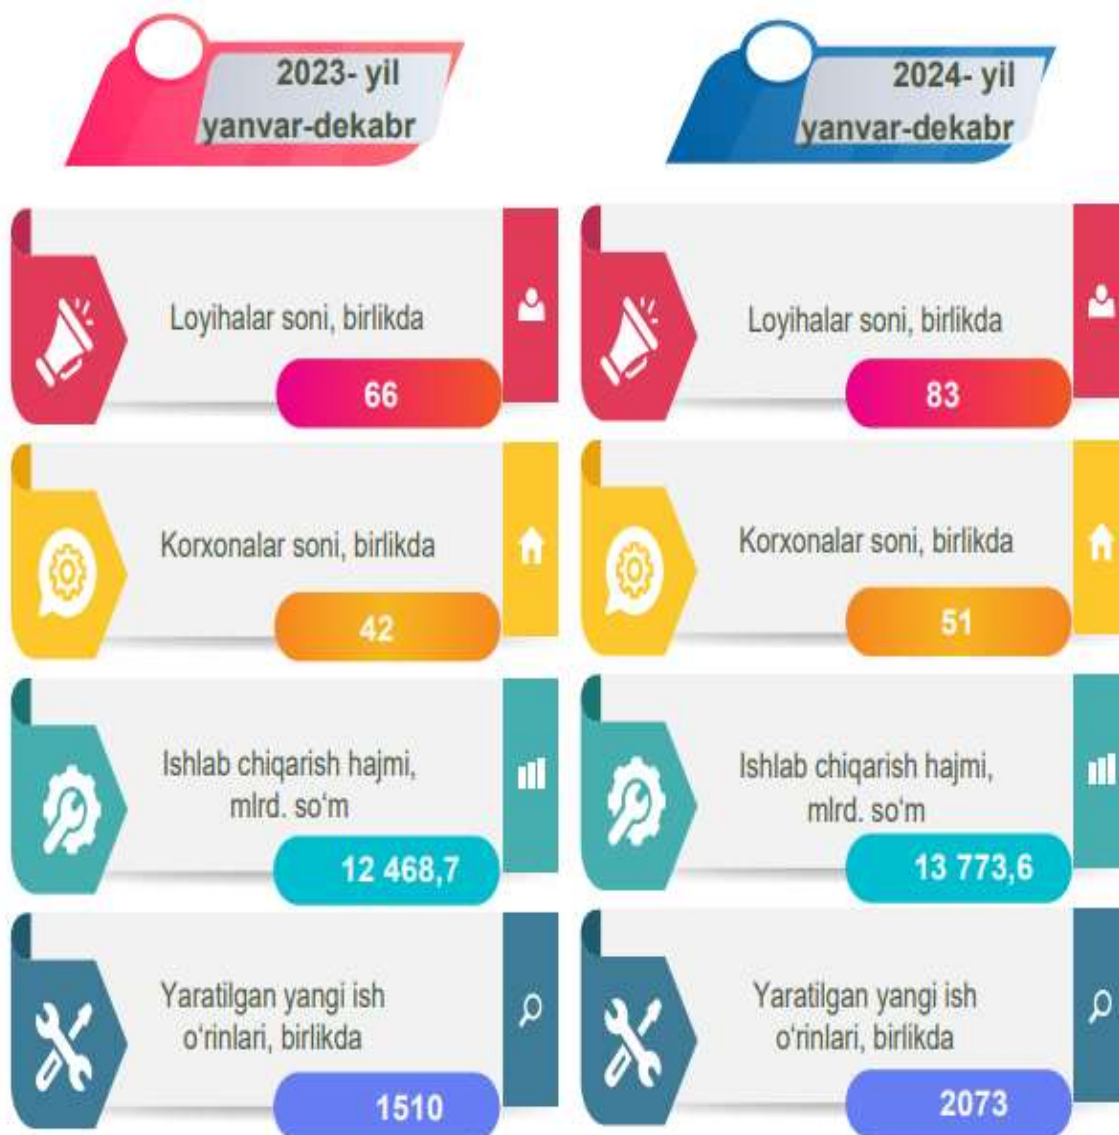 2023- yil
yanvar-dekabr
Loyihalar soni, birlikda
66
Korxonalar soni, birlikda
42
Ishlab chiqarish hajmi,
mlrd. so‘m
12 468,7
Yaratilgan yangi ish
o‘rinlari, birlikda
1510
2024- yil
yanvar-dekabr
Loyihalar soni, birlikda
83
Korxonalar soni, birlikda
51
Ishlab chiqarish hajmi,
mlrd. so‘m
13 773,6
Yaratilgan yangi ish
o‘rinlari, birlikda
2073